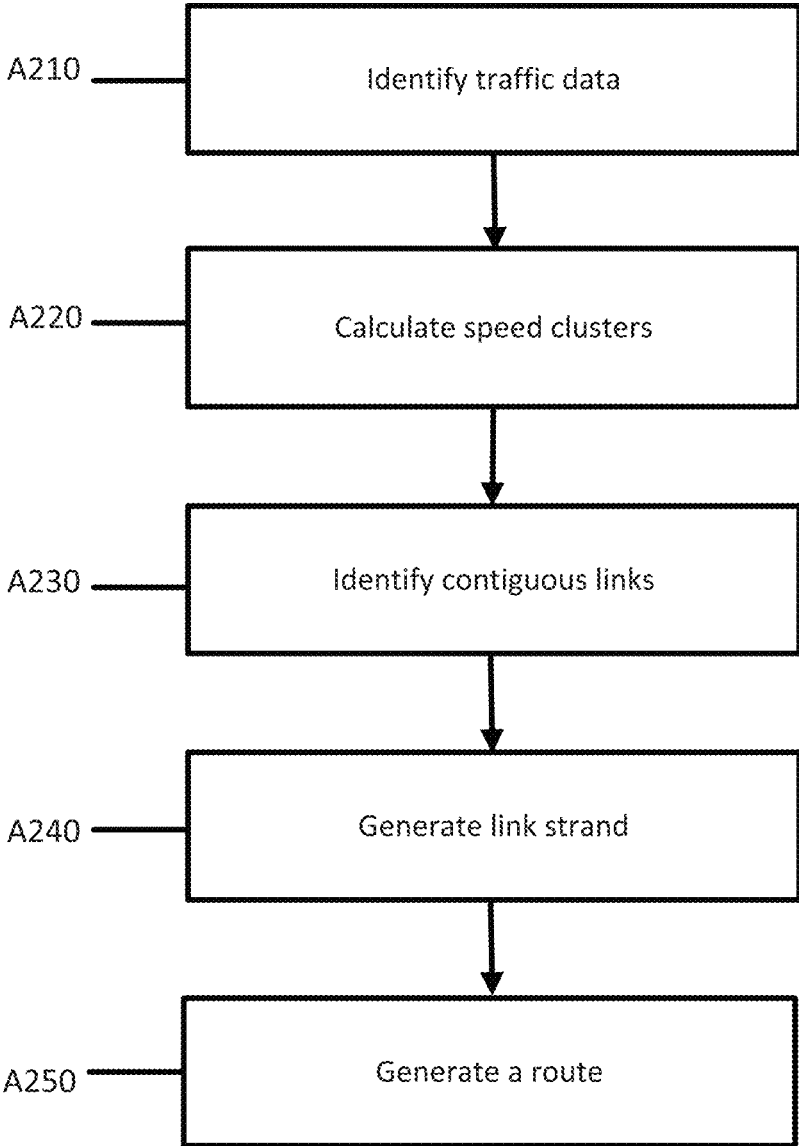 A210
Identify traffic data
A220
Calculate speed clusters
A230
Identify contiguous links
A240
Generate link strand
A250
Generate a route